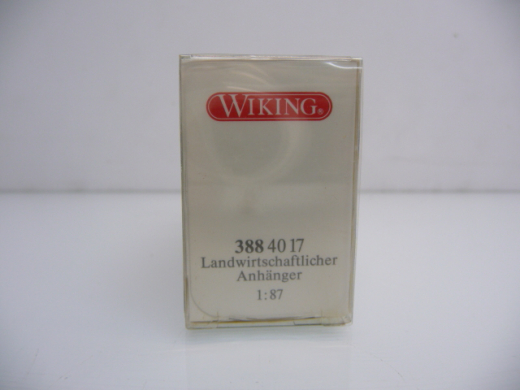 WIKING®
388 40 17
Landwirtschaftlicher
Anhänger
1:87